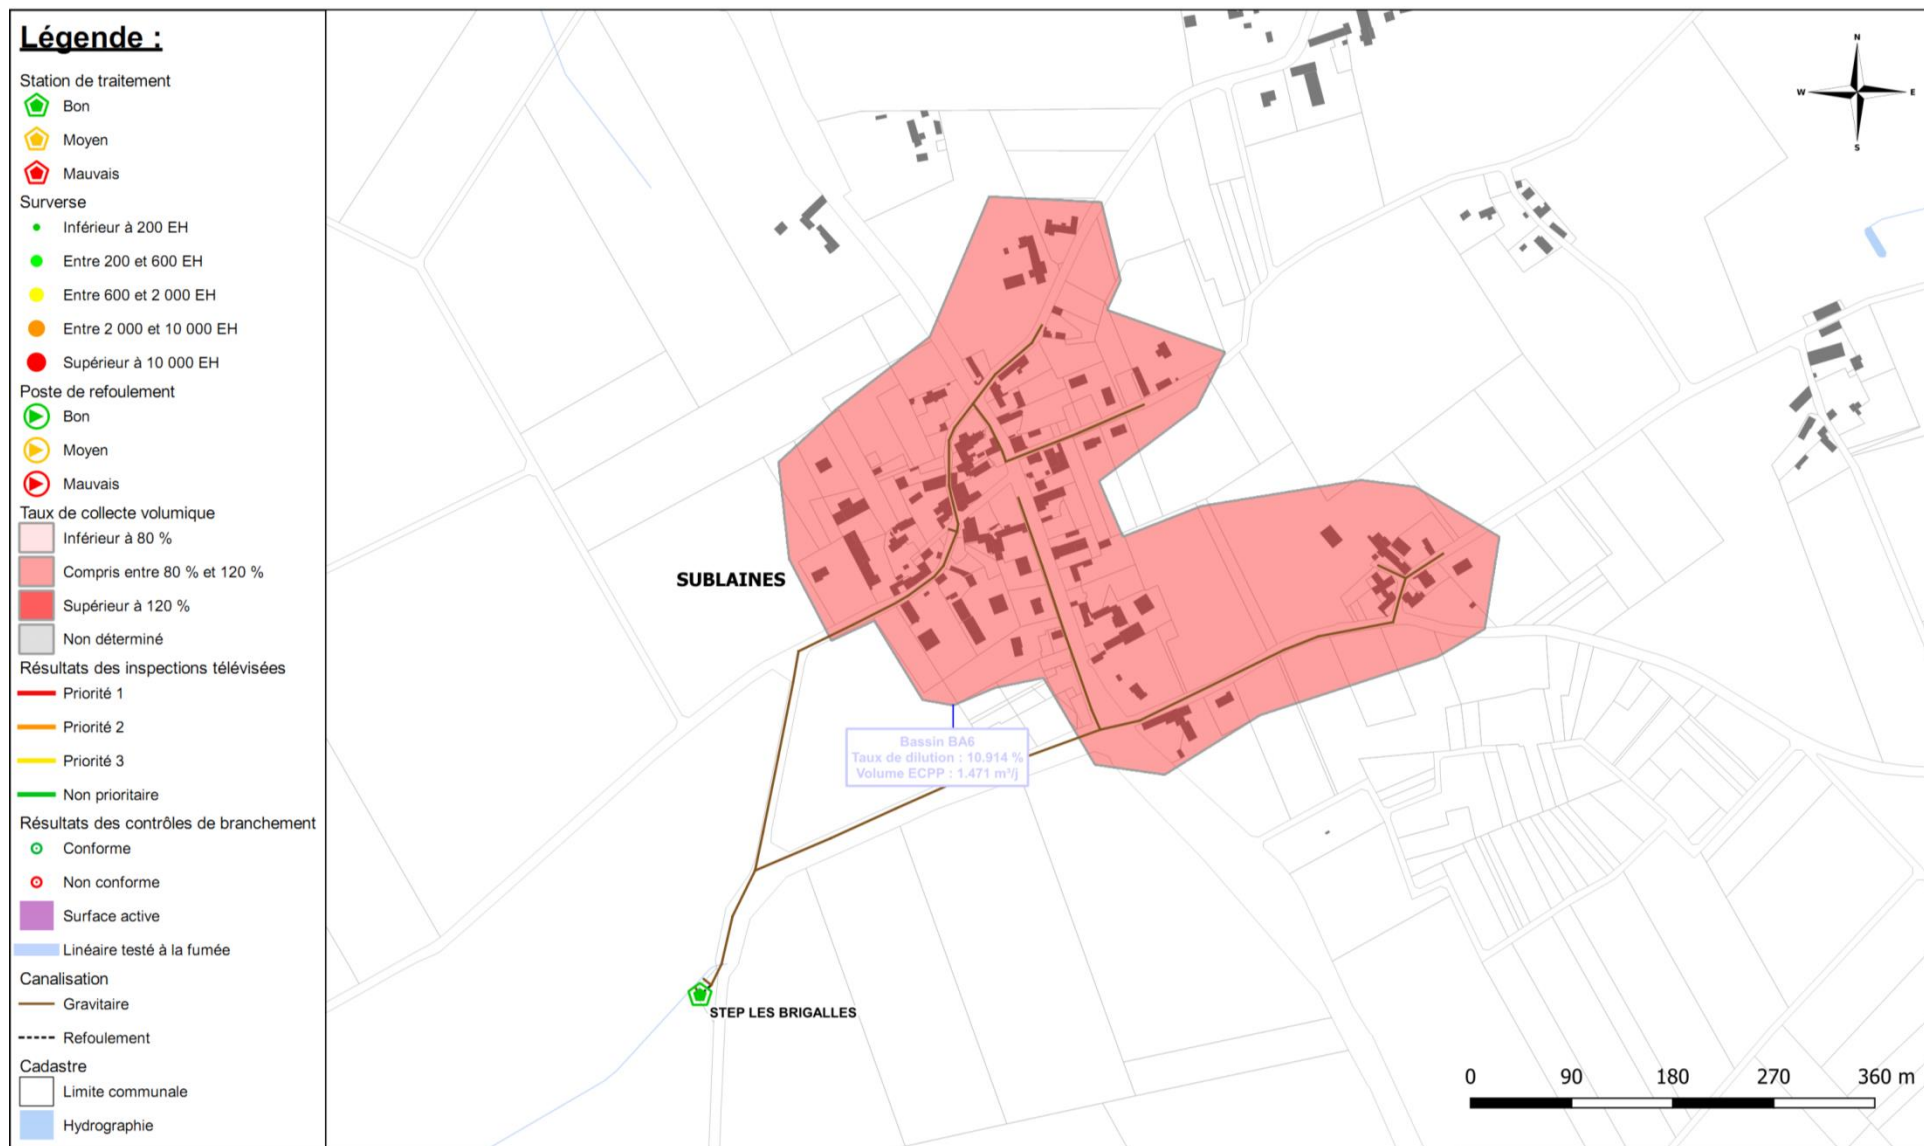 Légende :
Station de traitement
Bon
Moyen
Mauvais
Surverse
Inférieur à 200 EH
Entre 200 et 600 EH
Entre 600 et 2 000 EH
Entre 2 000 et 10 000 EH
Supérieur à 10 000 EH
Poste de refoulement
Bon
Moyen
Mauvais
Taux de collecte volumique
Inférieur à 80 %
Compris entre 80 % et 120 %
Supérieur à 120 %
Non déterminé
Résultats des inspections télévisées
Priorité 1
Priorité 2
Priorité 3
Non prioritaire
Résultats des contrôles de branchement
Conforme
Non conforme
Surface active
Linéaire testé à la fumée
Canalisation
Gravitaire
Refoulement
Cadastre
Limite communale
Hydrographie
N
W E
S
SUBLAINES
Bassin BA6
Taux de dilution : 10.914 %
Volume ECPP : 1.471 m³/j
STEP LES BRIGALLES
0 90 180 270 360 m